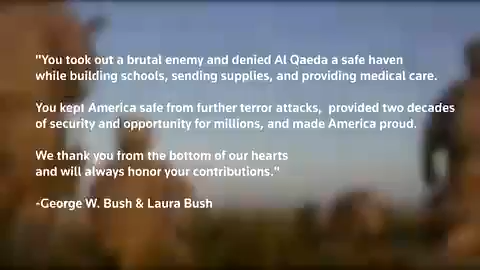 "You took out a brutal enemy and denied Al Qaeda a safe haven
while building schools, sending supplies, and providing medical care.
You kept America safe from further terror attacks, provided two decades
of security and opportunity for millions, and made America proud.
We thank you from the bottom of our hearts
and will always honor your contributions."
-George W. Bush & Laura Bush